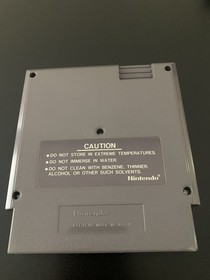 CAUTION
• DO NOT STORE IN EXTREME TEMPERATURES.
• DO NOT IMMERSE IN WATER.
• DO NOT CLEAN WITH BENZENE, THINNER,
ALCOHOL OR OTHER SUCH SOLVENTS.
Nintendo
Nintendo